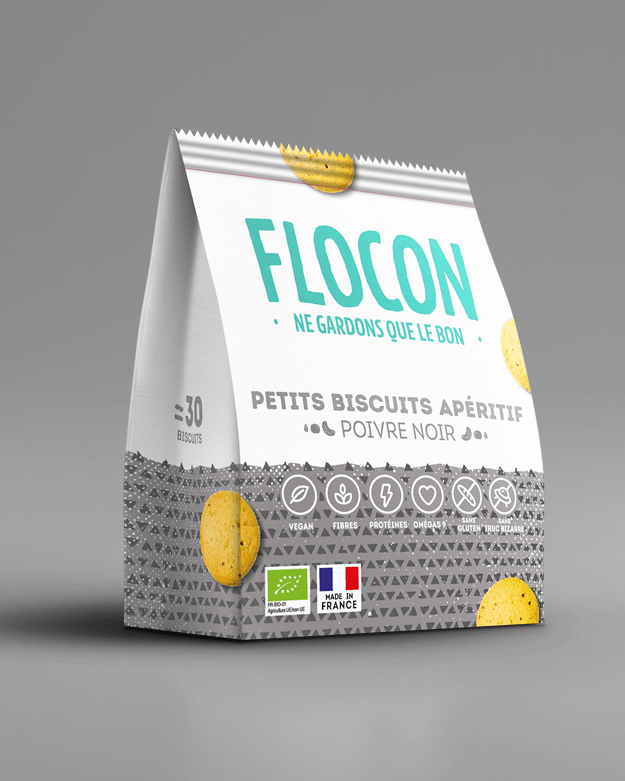 FLOCON
· NE GARDONS QUE LE BON ·
PETITS BISCUITS APÉRITIF
POIVRE NOIR
= 30
BISCUITS
VEGAN
FIBRES
PROTÉINES
OMÉGAS 9
SANS
GLUTEN
SANS
TRUC BIZARRE
FR-BIO-01
Agriculture UE/non UE
MADE IN
FRANCE